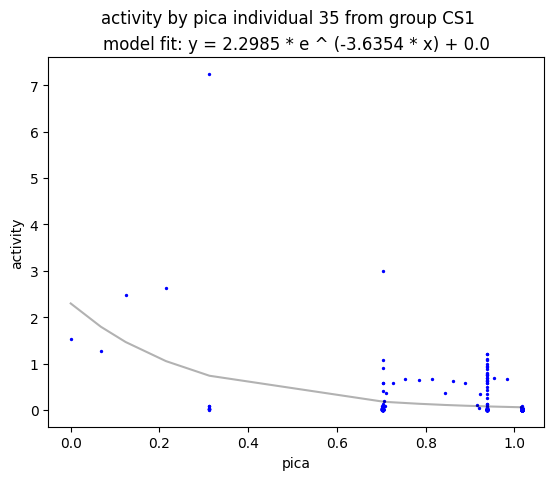 activity by pica individual 35 from group CS1
model fit: y = 2.2985 * e ^ (-3.6354 * x) + 0.0
7
6
5
4
3
2
1
0
activity
0.0 0.2 0.4 0.6 0.8 1.0
pica